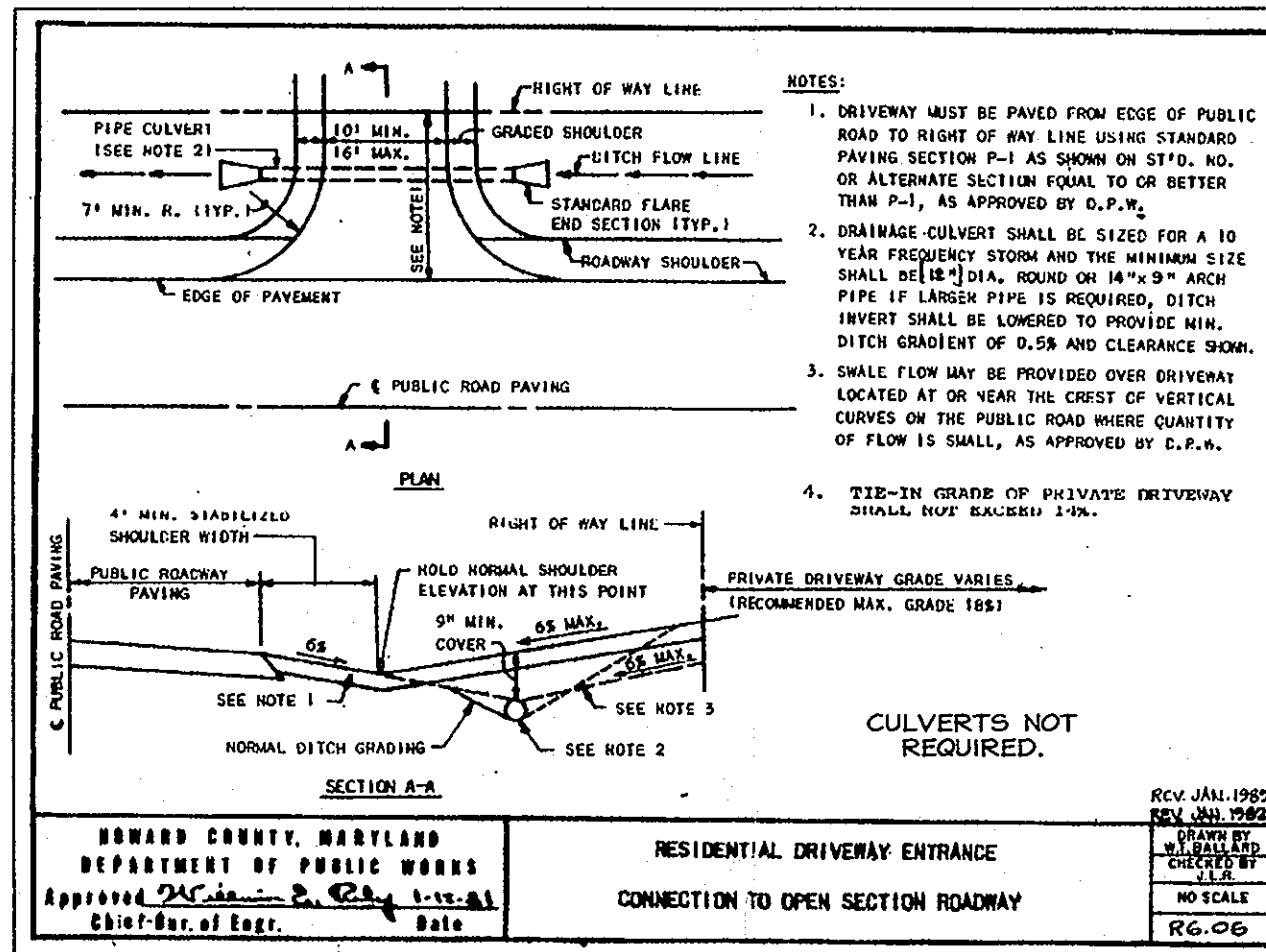 A
RIGHT OF WAY LINE
PIPE CULVERT
(SEE NOTE 2)
10' MIN.
16' MAX.
GRADED SHOULDER
DITCH FLOW LINE
7' MIN. R. (TYP.)
STANDARD FLARE
END SECTION (TYP.)
SEE NOTE 1
ROADWAY SHOULDER
EDGE OF PAVEMENT
℄ PUBLIC ROAD PAVING
A
PLAN
NOTES:
1. DRIVEWAY MUST BE PAVED FROM EDGE OF PUBLIC
ROAD TO RIGHT OF WAY LINE USING STANDARD
PAVING SECTION P-1 AS SHOWN ON ST'D. NO.
OR ALTERNATE SECTION EQUAL TO OR BETTER
THAN P-1, AS APPROVED BY D.P.W.
2. DRAINAGE CULVERT SHALL BE SIZED FOR A 10
YEAR FREQUENCY STORM AND THE MINIMUM SIZE
SHALL BE [12"] DIA. ROUND OR 14"x 9" ARCH
PIPE IF LARGER PIPE IS REQUIRED, DITCH
INVERT SHALL BE LOWERED TO PROVIDE MIN.
DITCH GRADIENT OF 0.5% AND CLEARANCE SHOWN.
3. SWALE FLOW MAY BE PROVIDED OVER DRIVEWAY
LOCATED AT OR NEAR THE CREST OF VERTICAL
CURVES ON THE PUBLIC ROAD WHERE QUANTITY
OF FLOW IS SMALL, AS APPROVED BY D.P.W.
4. TIE-IN GRADE OF PRIVATE DRIVEWAY
SHALL NOT EXCEED 14%.
4' MIN. STABILIZED
SHOULDER WIDTH
RIGHT OF WAY LINE
℄ PUBLIC ROAD PAVING
PUBLIC ROADWAY
PAVING
HOLD NORMAL SHOULDER
ELEVATION AT THIS POINT
PRIVATE DRIVEWAY GRADE VARIES
(RECOMMENDED MAX. GRADE 18%)
9" MIN.
COVER
6% MAX.
6%
6% MAX.
SEE NOTE 1
SEE NOTE 3
NORMAL DITCH GRADING
SEE NOTE 2
CULVERTS NOT
REQUIRED.
SECTION A-A
REV. JAN. 1985
REV. JAN. 1982
HOWARD COUNTY, MARYLAND
DEPARTMENT OF PUBLIC WORKS
Approved William E. Riley 1-12-81
Chief-Bur. of Engr. Date
RESIDENTIAL DRIVEWAY ENTRANCE
CONNECTION TO OPEN SECTION ROADWAY
DRAWN BY
W.T. BALLARD
CHECKED BY
J.L.R.
NO SCALE
R6.06